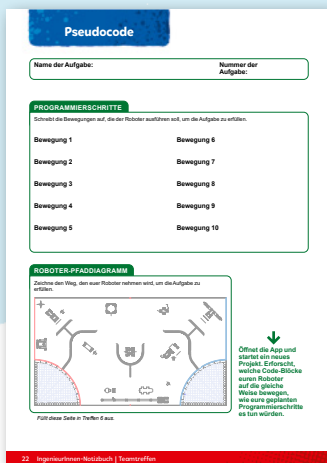 Pseudocode
Name der Aufgabe:
Nummer der
Aufgabe:
PROGRAMMIERSCHRITTE
Schreibt die Bewegungen auf, die der Roboter ausführen soll, um die Aufgabe zu erfüllen.
Bewegung 1
Bewegung 6
Bewegung 2
Bewegung 7
Bewegung 3
Bewegung 8
Bewegung 4
Bewegung 9
Bewegung 5
Bewegung 10
ROBOTER-PFADDIAGRAMM
Zeichne den Weg, den euer Roboter nehmen wird, um die Aufgabe zu
erfüllen.
Öffnet die App und
startet ein neues
Projekt. Erforscht,
welche Code-Blöcke
euren Roboter
auf die gleiche
Weise bewegen,
wie eure geplanten
Programmierschritte
es tun würden.
Füllt diese Seite in Treffen 6 aus.
22 IngenieurInnen-Notizbuch | Teamtreffen